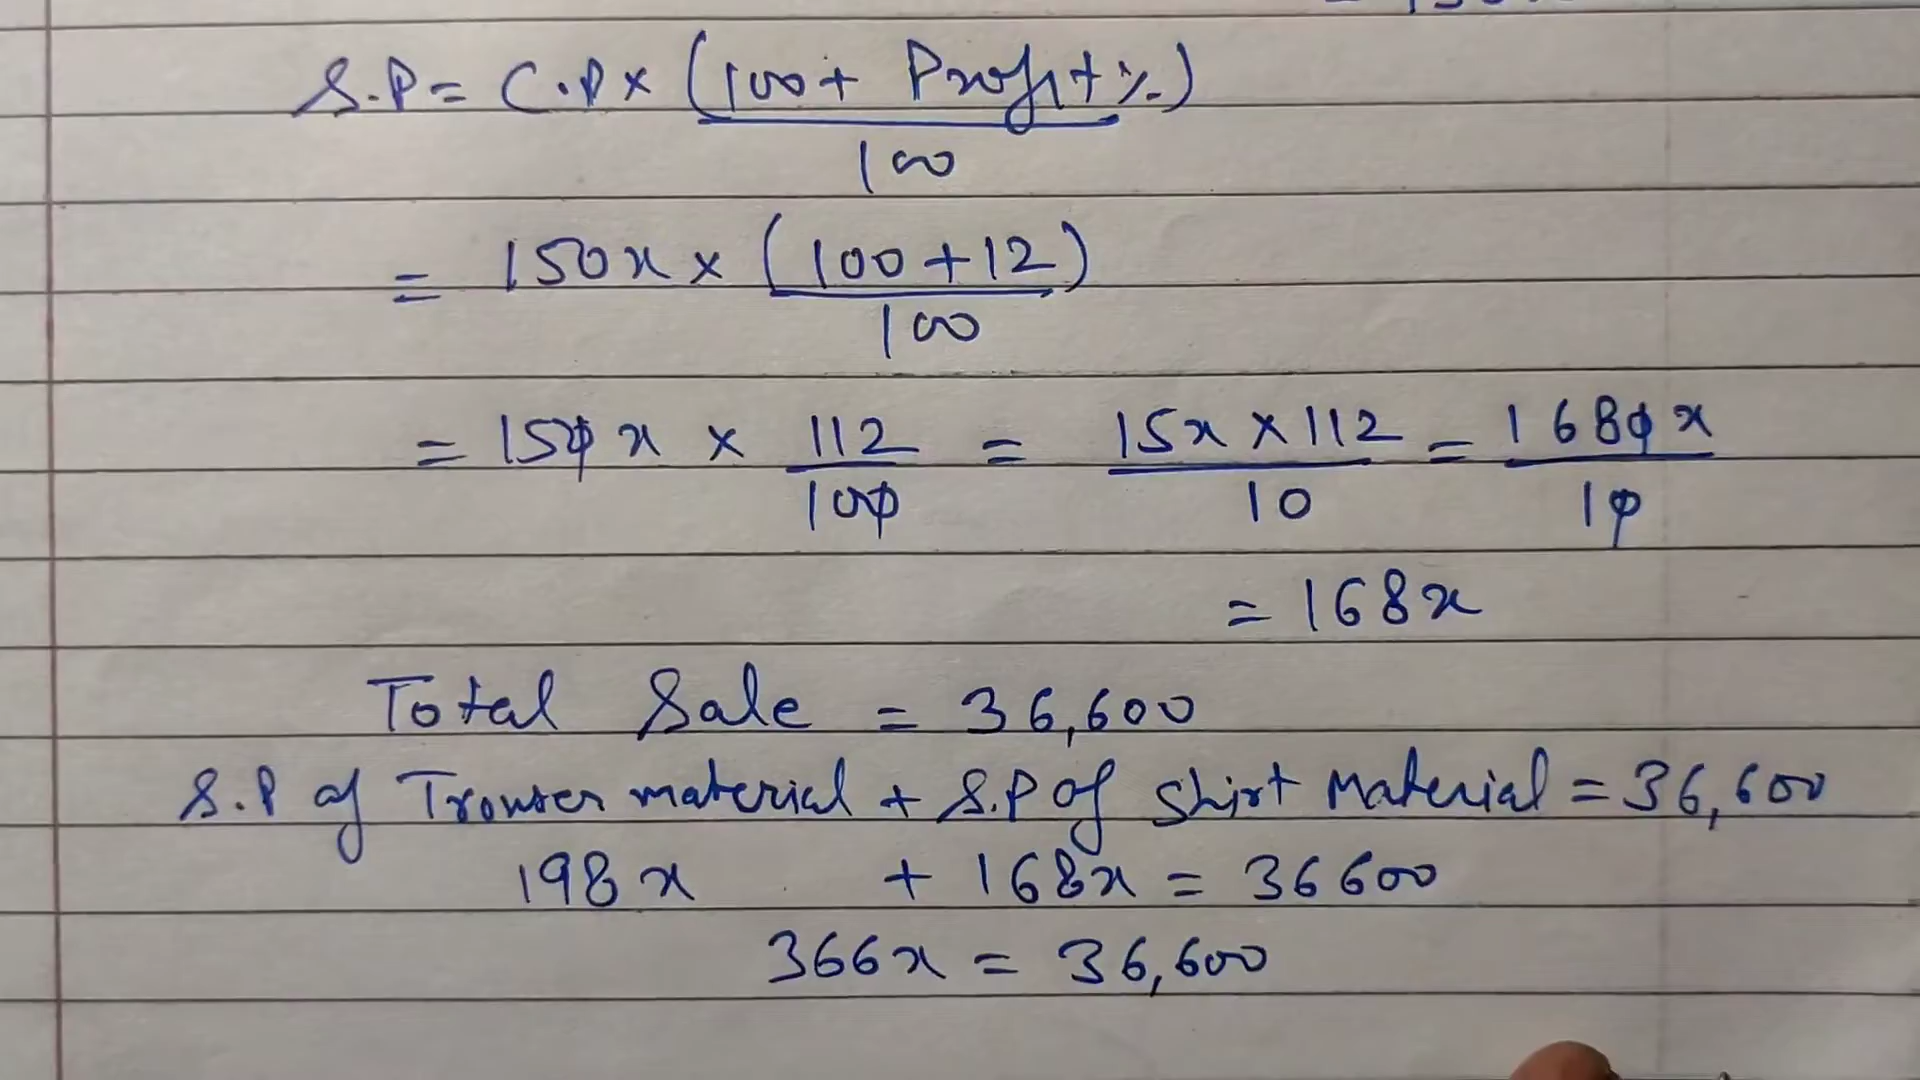 S.P = C.P x (100 + Profit %)
100
= 150x x (100 + 12)
100
= 150x x 112 = 15x x 112 = 1680x
100 10 10
= 168x
Total Sale = 36,600
S.P of Trouser material + S.P of Shirt Material = 36,600
198x + 168x = 36600
366x = 36,600